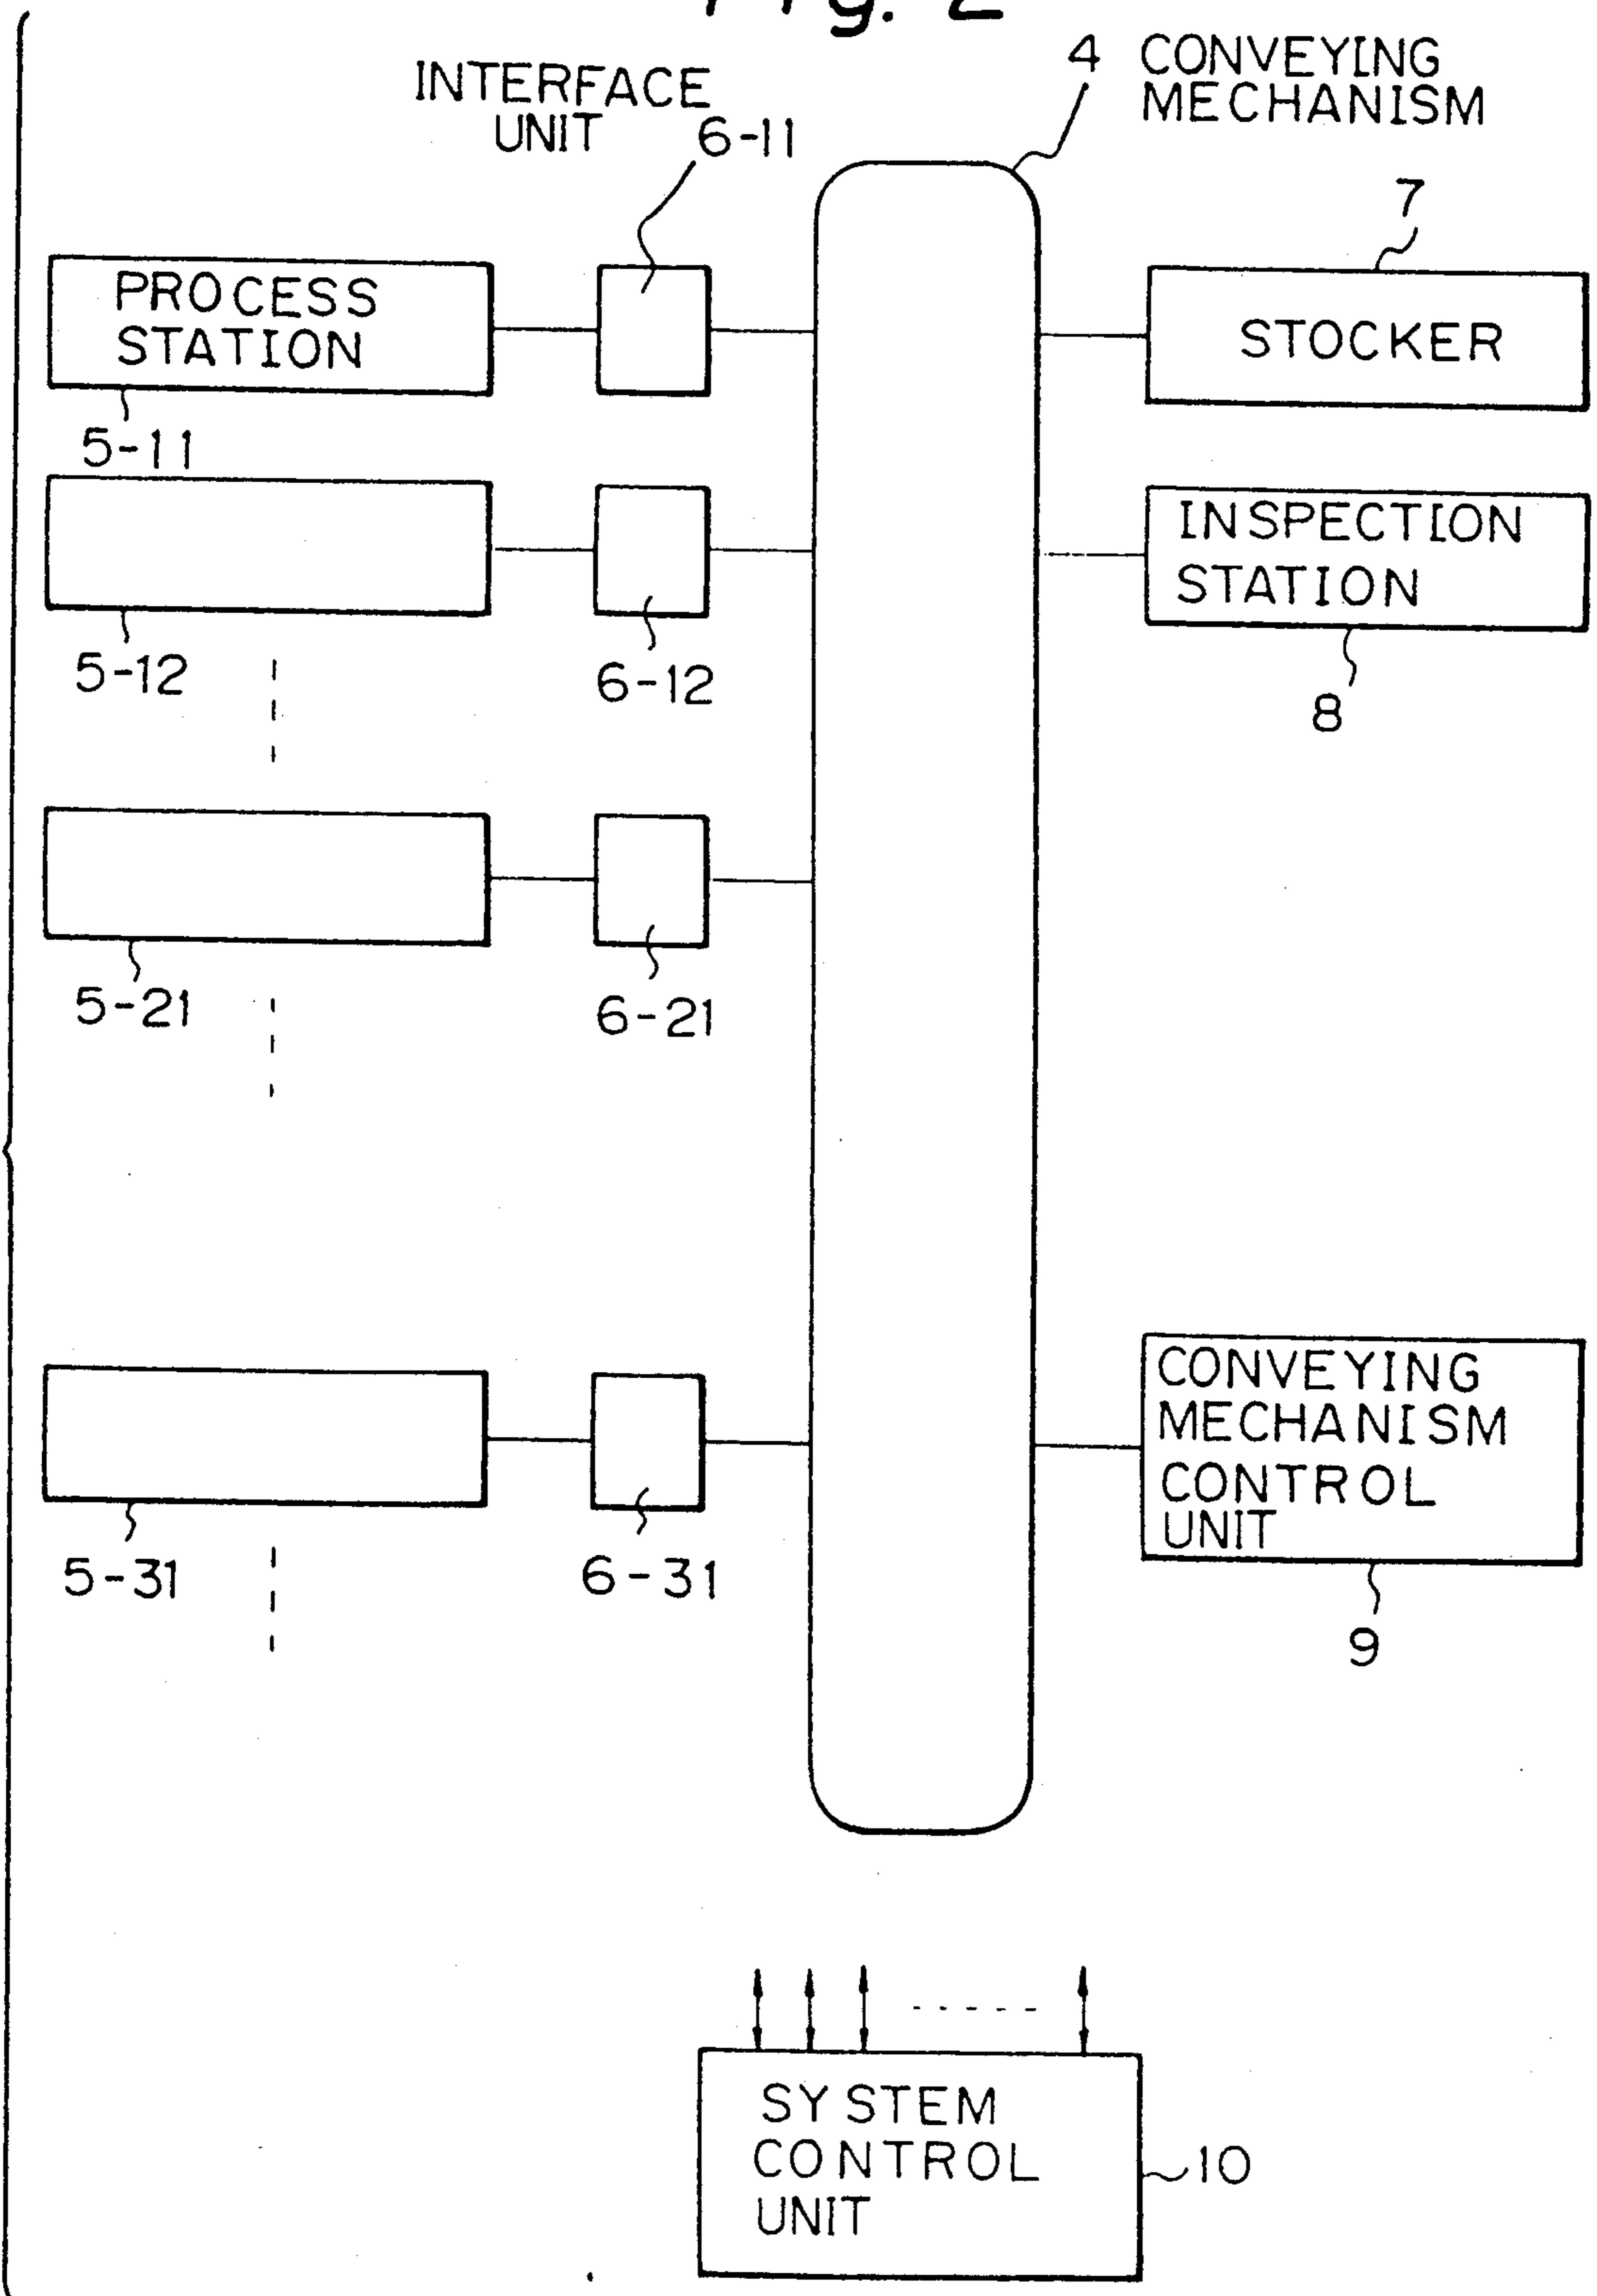 Fig. 2
INTERFACE
UNIT
6-11
4
CONVEYING
MECHANISM
7
PROCESS
STATION
5-11
STOCKER
5-12
6-12
INSPECTION
STATION
8
5-21
6-21
5-31
6-31
CONVEYING
MECHANISM
CONTROL
UNIT
9
SYSTEM
CONTROL
UNIT
10